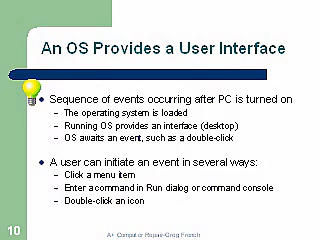 An OS Provides a User Interface
● Sequence of events occurring after PC is turned on
– The operating system is loaded
– Running OS provides an interface (desktop)
– OS awaits an event, such as a double-click
● A user can initiate an event in several ways:
– Click a menu item
– Enter a command in Run dialog or command console
– Double-click an icon
10
A+ Computer Repair-Greg French